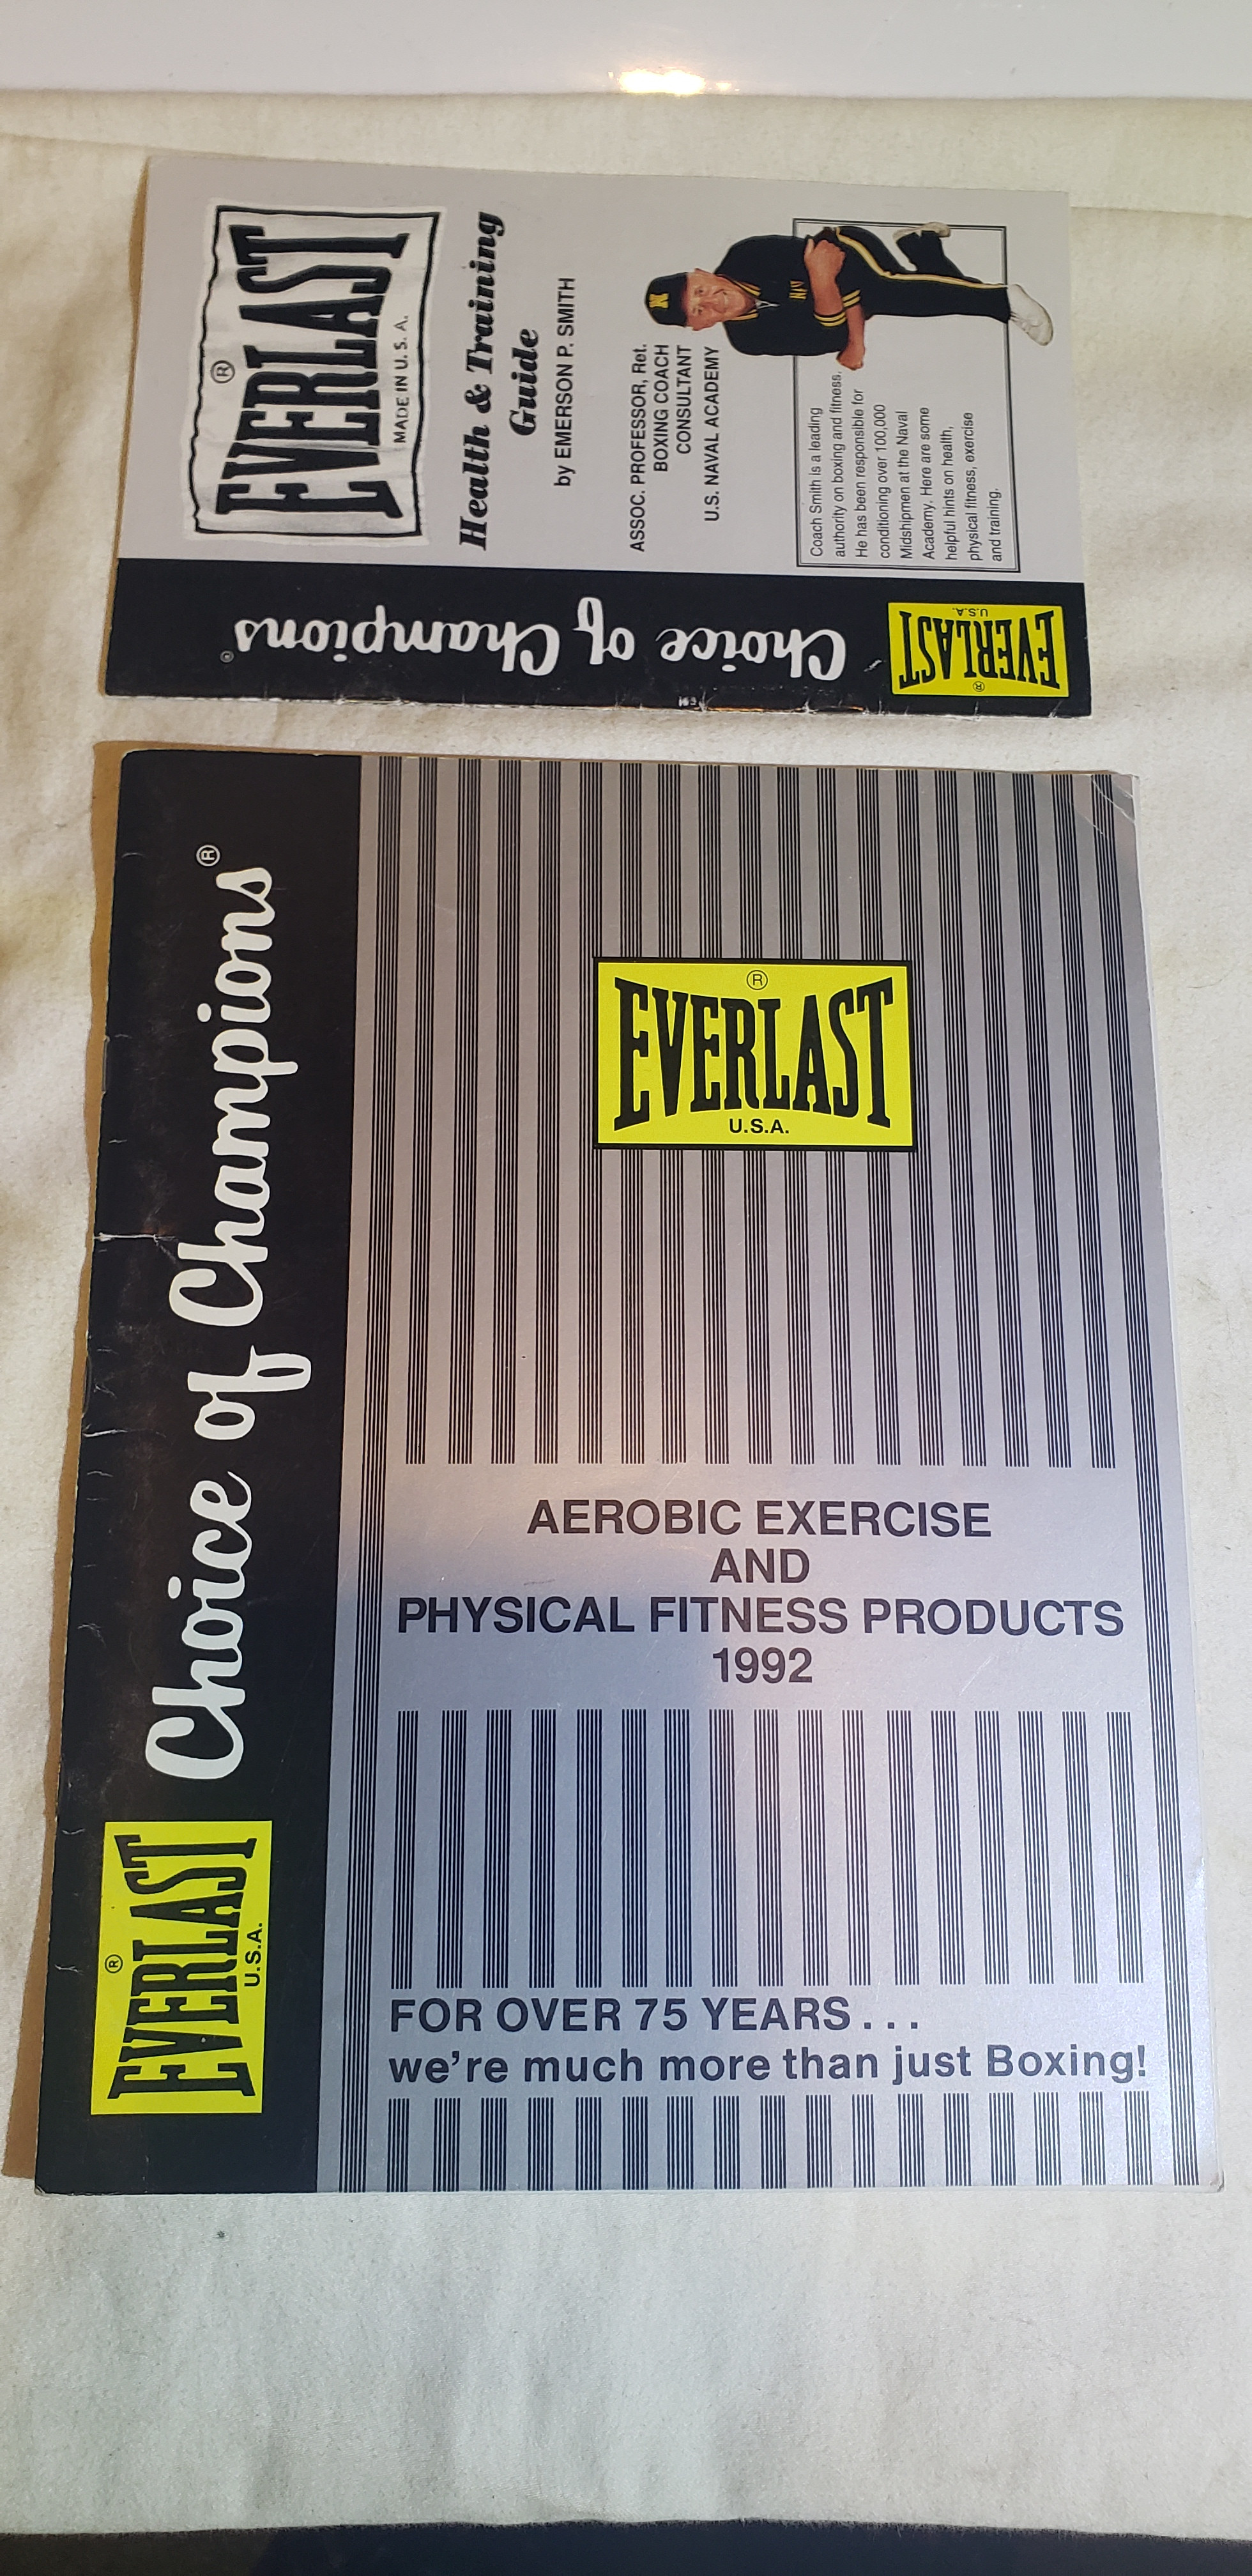 EVERLAST®
MADE IN U.S.A.
Health & Training
Guide
by EMERSON P. SMITH
ASSOC. PROFESSOR, Ret.
BOXING COACH
CONSULTANT
U.S. NAVAL ACADEMY
N
NAV
Coach Smith is a leading
authority on boxing and fitness.
He has been responsible for
conditioning over 100,000
Midshipmen at the Naval
Academy. Here are some
helpful hints on health,
physical fitness, exercise
and training.
Choice of Champions®
®
EVERLAST
U.S.A.
Choice of Champions®
®
EVERLAST
U.S.A.
®
EVERLAST
U.S.A.
AEROBIC EXERCISE
AND
PHYSICAL FITNESS PRODUCTS
1992
FOR OVER 75 YEARS...
we're much more than just Boxing!